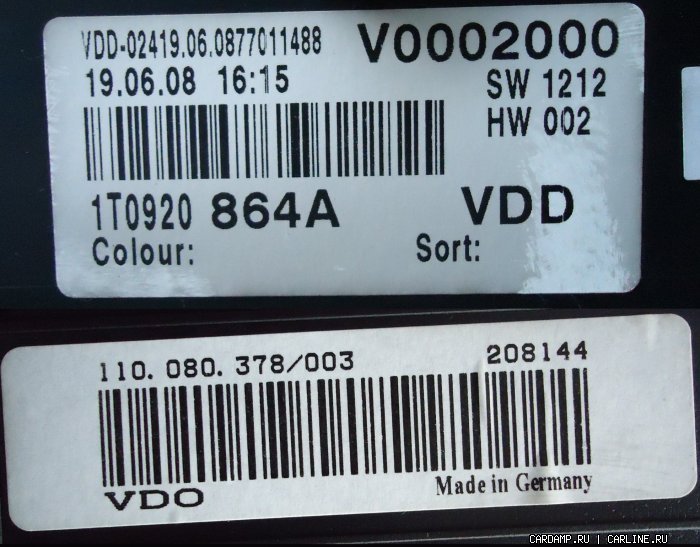 VDD-02419.06.0877011488 V0002000
19.06.08 16:15 SW 1212
HW 002
1T0920 864A VDD
Colour: Sort:
110.080.378/003 208144
VDO Made in Germany
CARDAMP.RU | CARLINE.RU